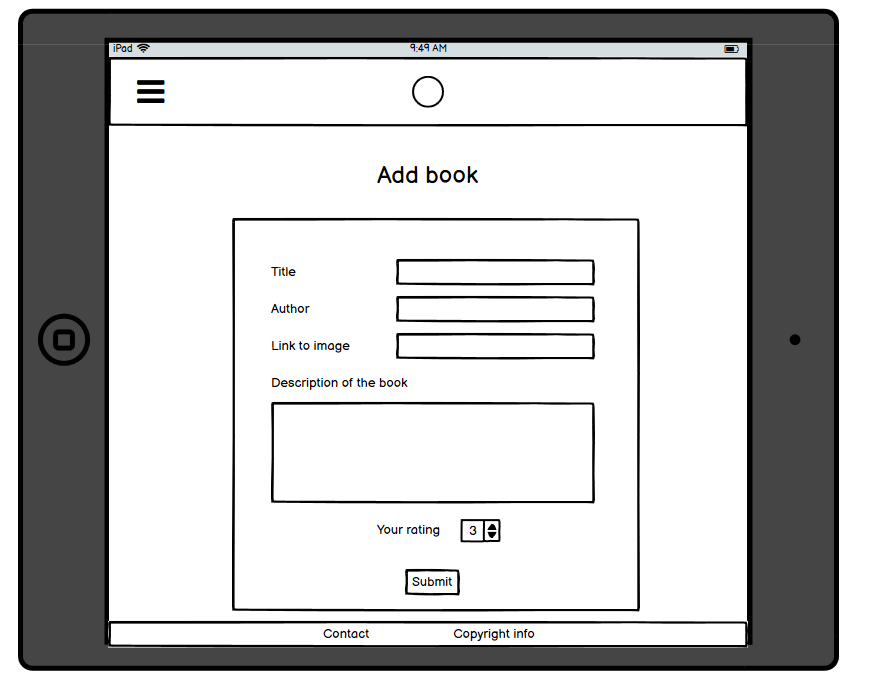 iPad 9:49 AM
Add book
Title
Author
Link to image
Description of the book
Your rating 3
Submit
Contact Copyright info